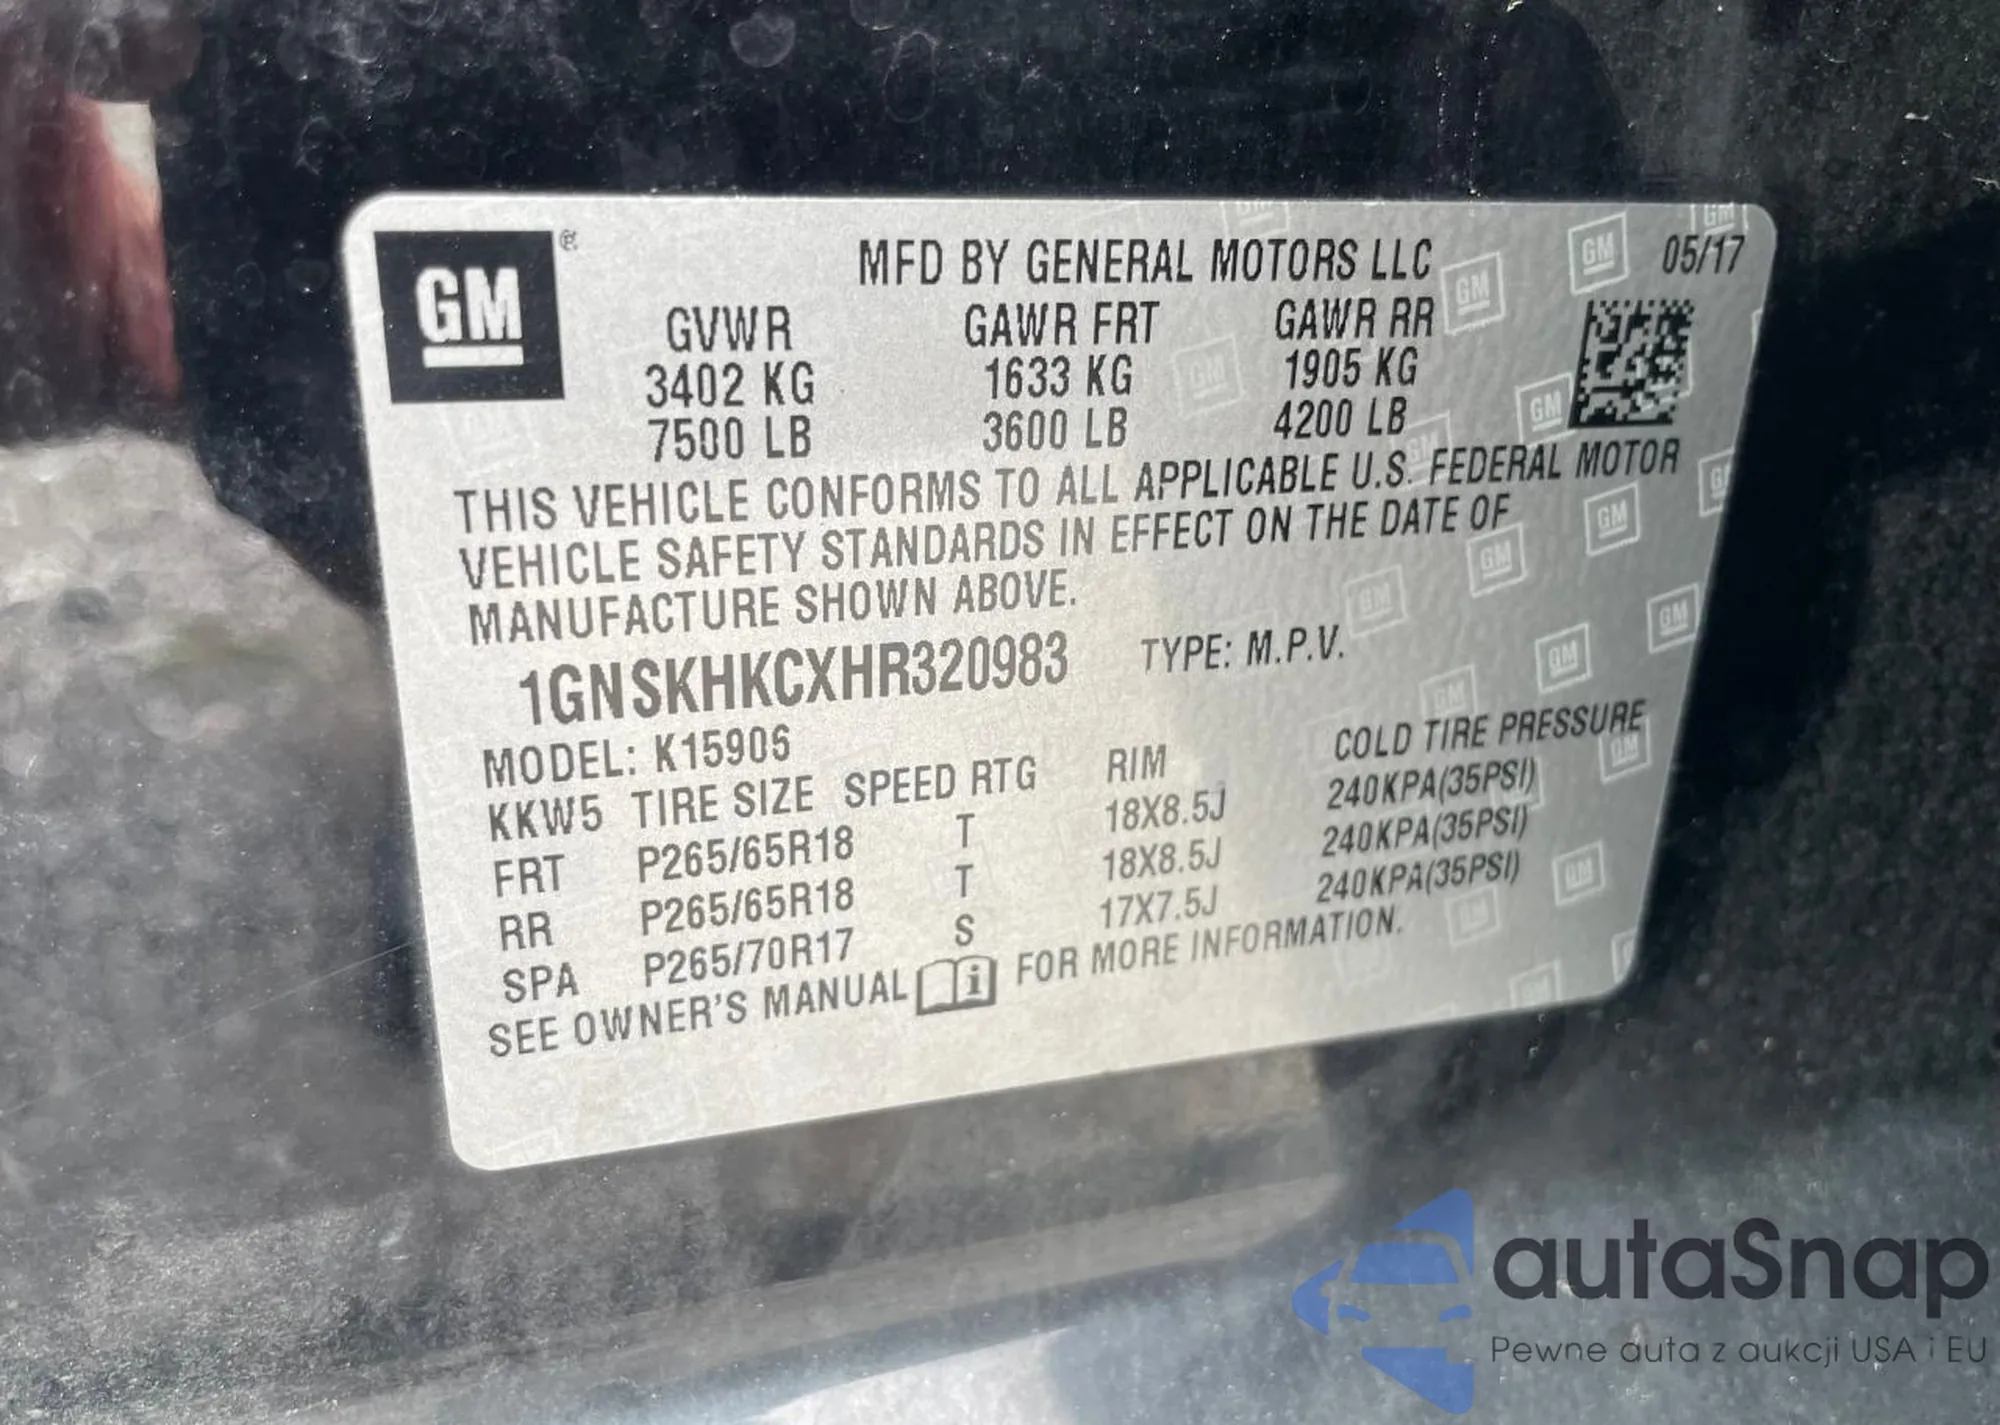 GM ®
MFD BY GENERAL MOTORS LLC 05/17
GVWR GAWR FRT GAWR RR
3402 KG 1633 KG 1905 KG
7500 LB 3600 LB 4200 LB
THIS VEHICLE CONFORMS TO ALL APPLICABLE U.S. FEDERAL MOTOR
VEHICLE SAFETY STANDARDS IN EFFECT ON THE DATE OF
MANUFACTURE SHOWN ABOVE.
1GNSKHKCXHR320983 TYPE: M.P.V.
MODEL: K15906
KKW5 TIRE SIZE SPEED RTG RIM COLD TIRE PRESSURE
FRT P265/65R18 T 18X8.5J 240KPA(35PSI)
RR P265/65R18 T 18X8.5J 240KPA(35PSI)
SPA P265/70R17 S 17X7.5J 240KPA(35PSI)
SEE OWNER'S MANUAL i FOR MORE INFORMATION.
autaSnap
Pewne auta z aukcji USA i EU